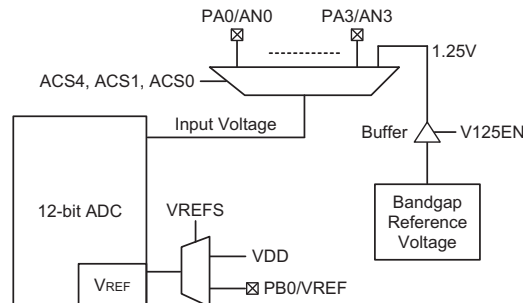 PA0/AN0
PA3/AN3
1.25V
ACS4, ACS1, ACS0
Input Voltage
Buffer
V125EN
12-bit ADC
VREFS
Bandgap
Reference
Voltage
VDD
VREF
PB0/VREF